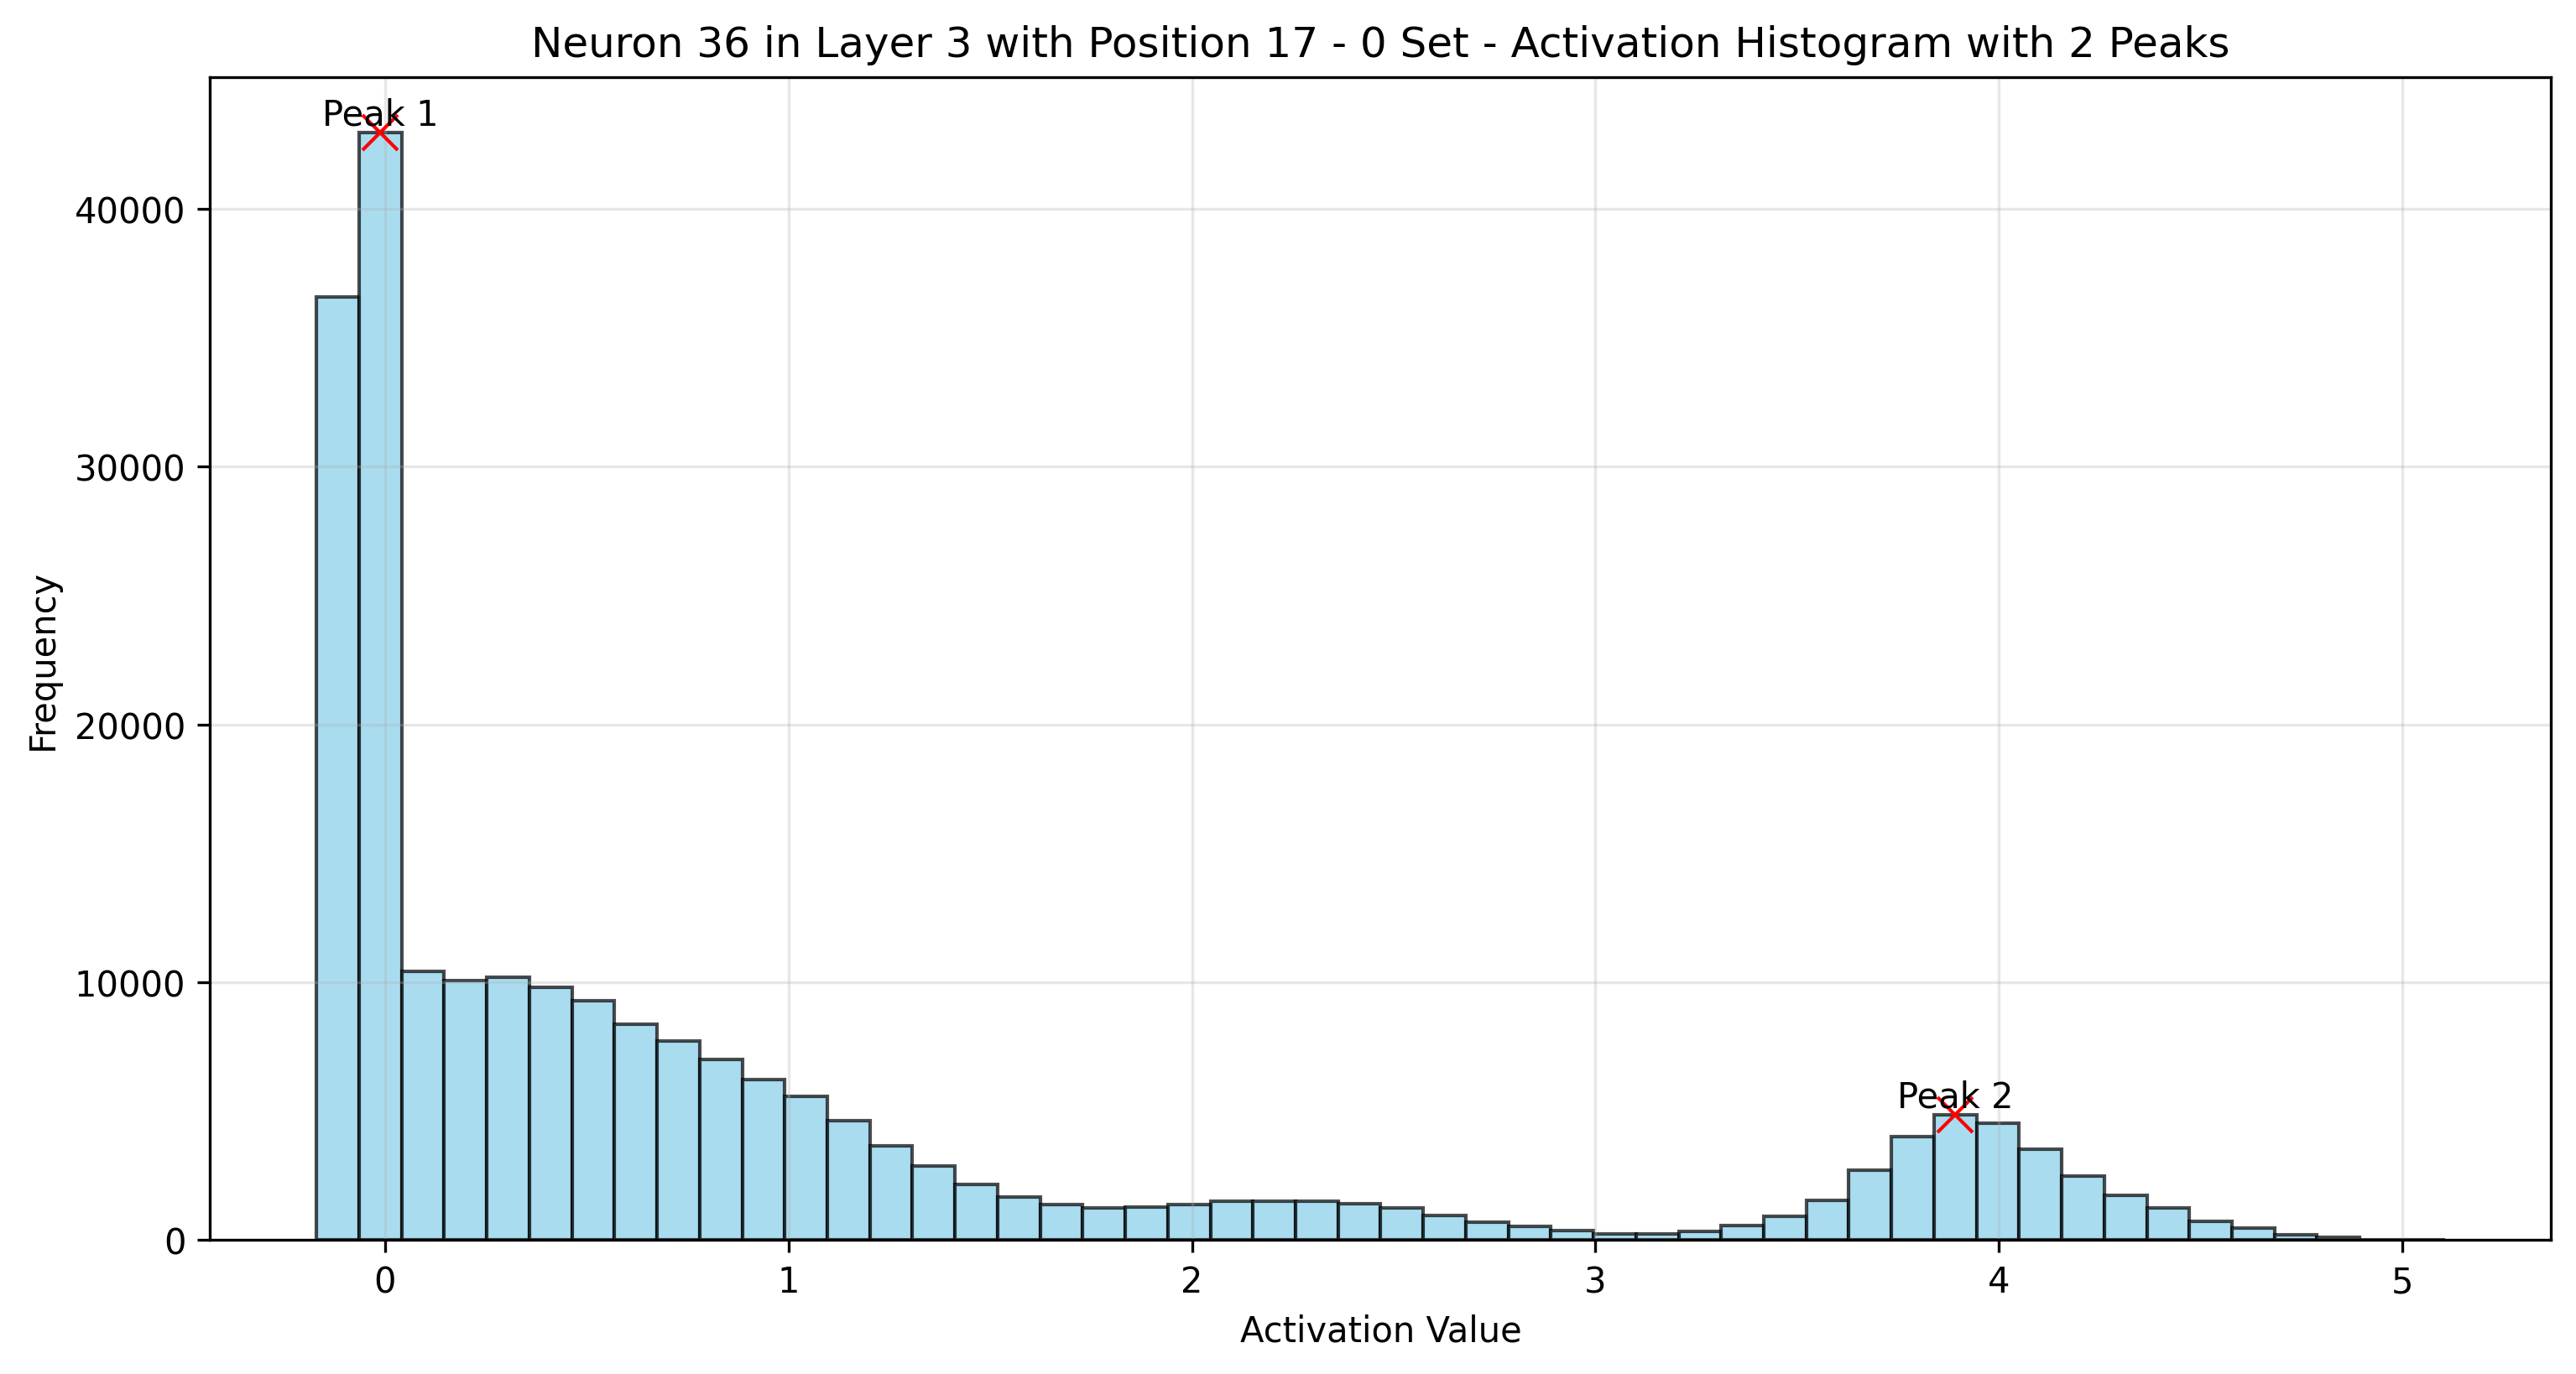 Neuron 36 in Layer 3 with Position 17 - 0 Set - Activation Histogram with 2 Peaks
Peak 1
40000
30000
Frequency
20000
10000
Peak 2
0
0 1 2 3 4 5
Activation Value